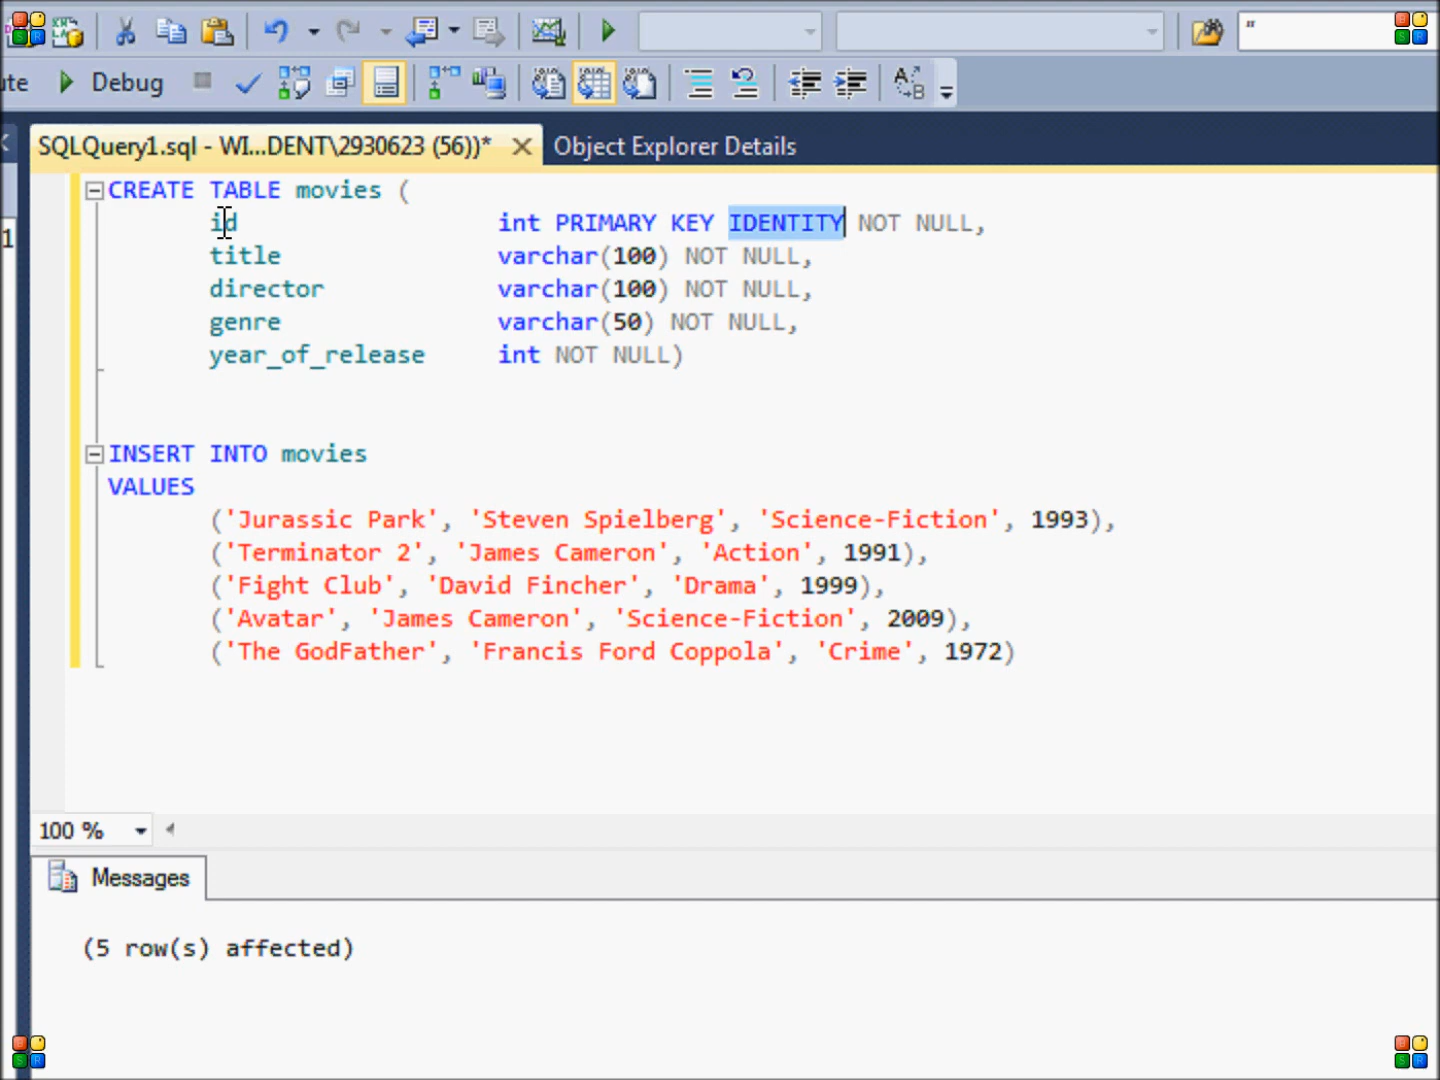 ute Debug "
SQLQuery1.sql - WI...DENT\2930623 (56))* Object Explorer Details
CREATE TABLE movies (
id int PRIMARY KEY IDENTITY NOT NULL,
title varchar(100) NOT NULL,
director varchar(100) NOT NULL,
genre varchar(50) NOT NULL,
year_of_release int NOT NULL)
INSERT INTO movies
VALUES
('Jurassic Park', 'Steven Spielberg', 'Science-Fiction', 1993),
('Terminator 2', 'James Cameron', 'Action', 1991),
('Fight Club', 'David Fincher', 'Drama', 1999),
('Avatar', 'James Cameron', 'Science-Fiction', 2009),
('The GodFather', 'Francis Ford Coppola', 'Crime', 1972)
100 %
Messages
(5 row(s) affected)